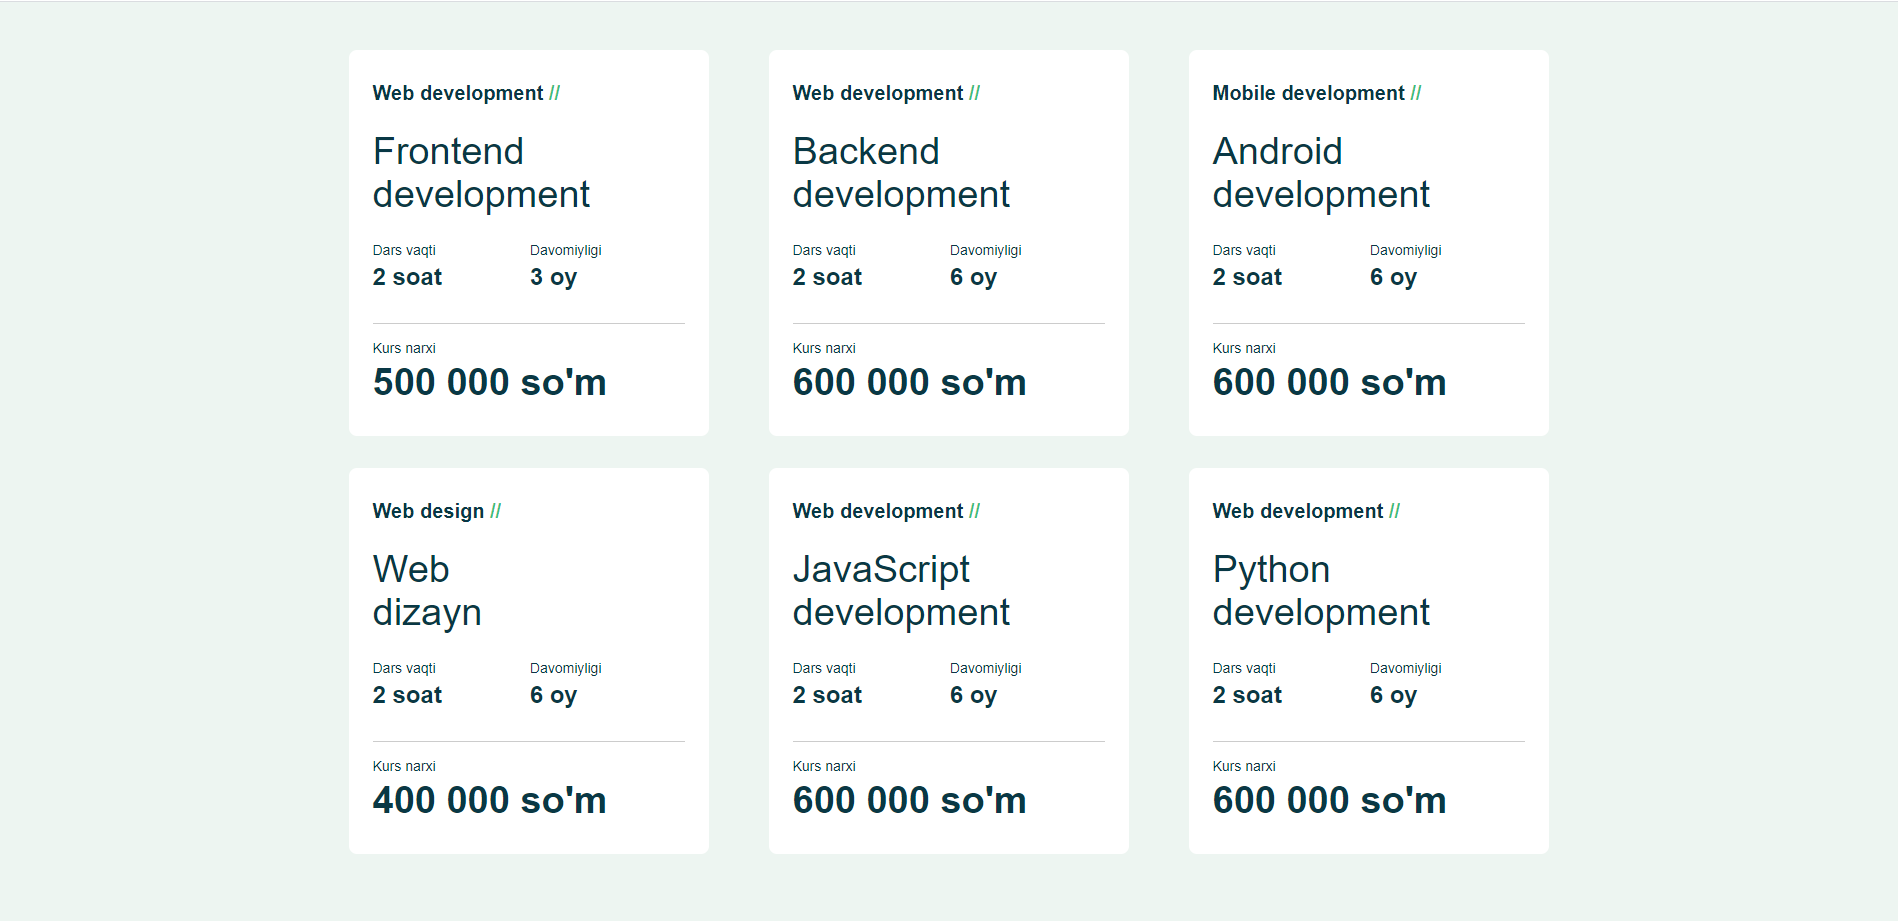 Web development //
Frontend
development
Dars vaqti
Davomiyligi
2 soat
3 oy
Kurs narxi
500 000 so'm
Web development //
Backend
development
Dars vaqti
Davomiyligi
2 soat
6 oy
Kurs narxi
600 000 so'm
Mobile development //
Android
development
Dars vaqti
Davomiyligi
2 soat
6 oy
Kurs narxi
600 000 so'm
Web design //
Web
dizayn
Dars vaqti
Davomiyligi
2 soat
6 oy
Kurs narxi
400 000 so'm
Web development //
JavaScript
development
Dars vaqti
Davomiyligi
2 soat
6 oy
Kurs narxi
600 000 so'm
Web development //
Python
development
Dars vaqti
Davomiyligi
2 soat
6 oy
Kurs narxi
600 000 so'm